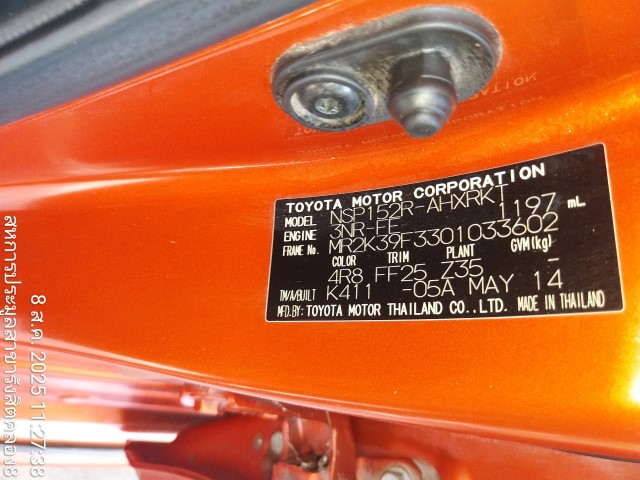 TOYOTA MOTOR CORPORATION
MODEL NSP152R-AHXRKT
ENGINE 3NR-FE 1197 mL
FRAME No. MR2K39F3301033602
COLOR TRIM PLANT GVM(kg)
4R8 FF25 Z35 -
TM/A/BUILT K411 -05A MAY 14
MFD.BY: TOYOTA MOTOR THAILAND CO.,LTD. MADE IN THAILAND
8 ส.ค. 2025 11:27:38